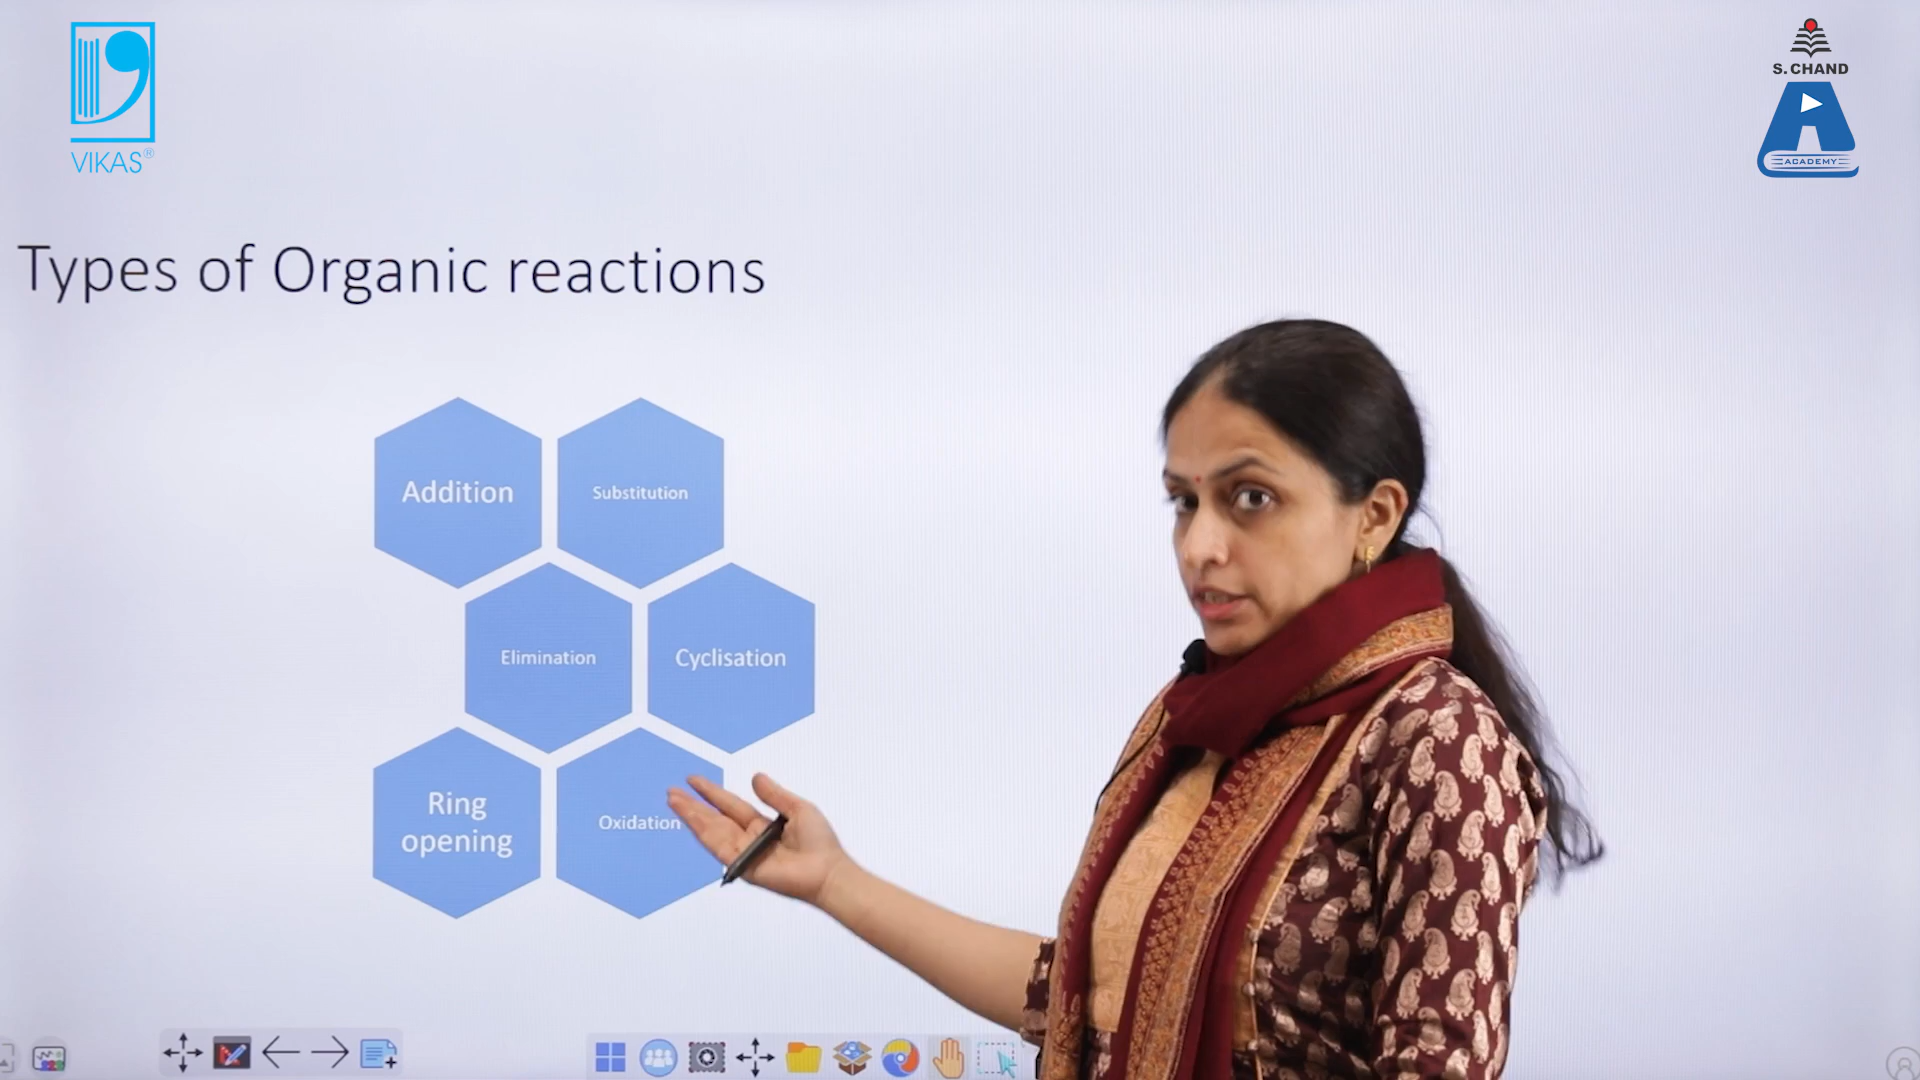 VIKAS®
S. CHAND
ACADEMY
Types of Organic reactions
Addition
Substitution
Elimination
Cyclisation
Ring
opening
Oxidation